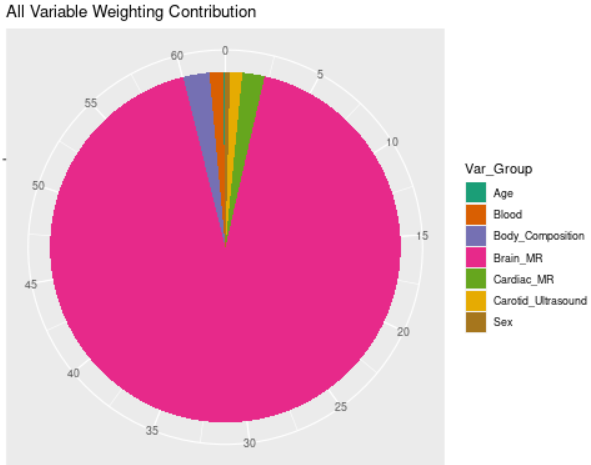 All Variable Weighting Contribution
0
5
10
15
20
25
30
35
40
45
50
55
60
Var_Group
Age
Blood
Body_Composition
Brain_MR
Cardiac_MR
Carotid_Ultrasound
Sex